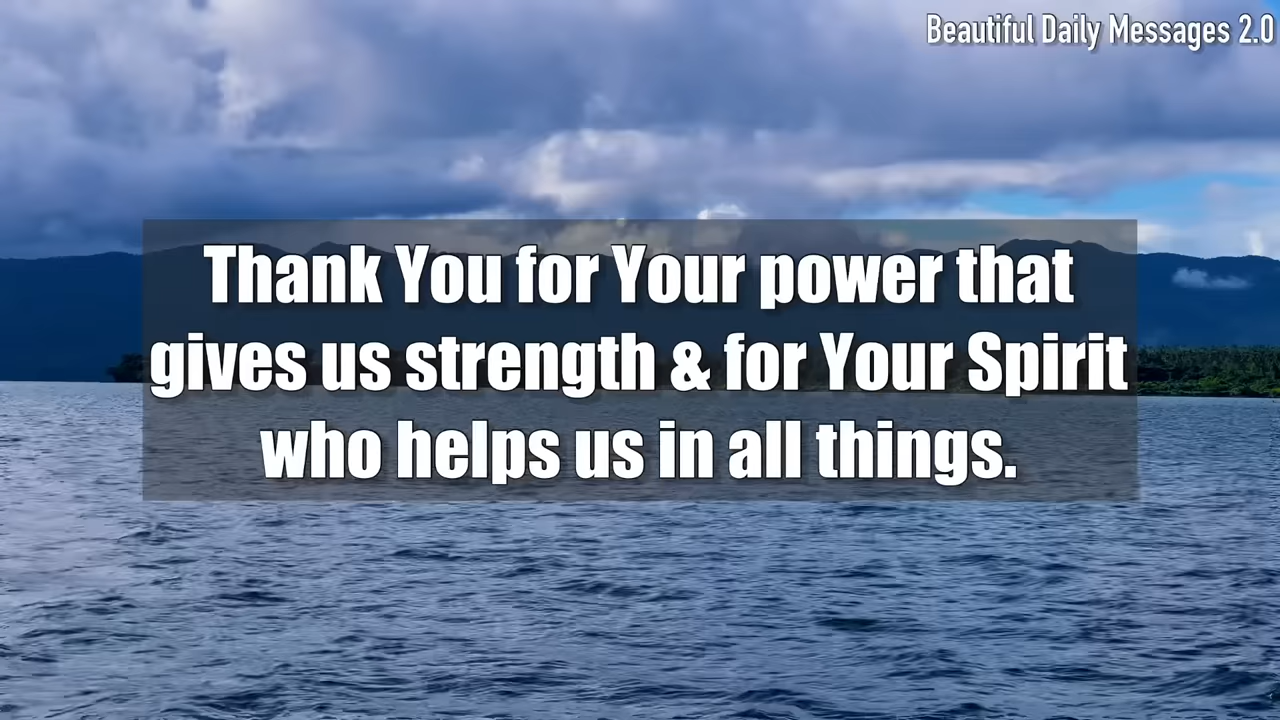 Beautiful Daily Messages 2.0
Thank You for Your power that
gives us strength & for Your Spirit
who helps us in all things.